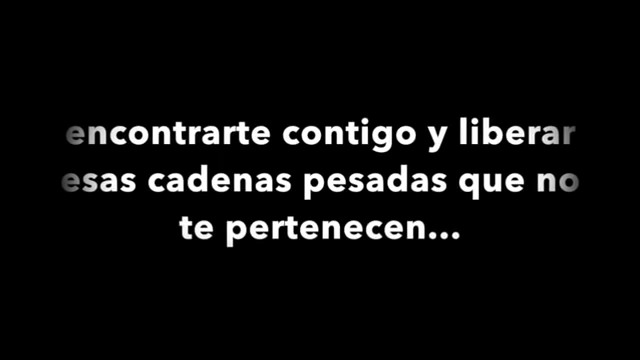 encontrarte contigo y liberar
esas cadenas pesadas que no
te pertenecen...